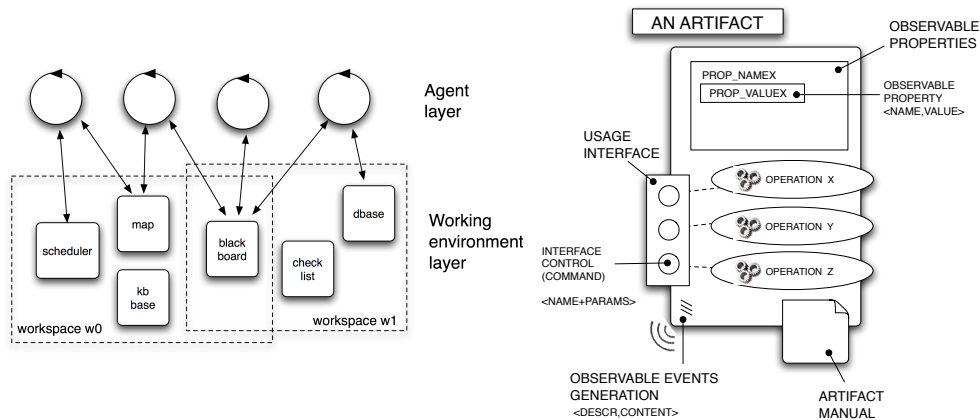 Agent
layer
Working
environment
layer
scheduler
map
kb
base
black
board
check
list
dbase
workspace w0
workspace w1
AN ARTIFACT
OBSERVABLE
PROPERTIES
PROP_NAMEX
PROP_VALUEX
OBSERVABLE
PROPERTY
<NAME,VALUE>
USAGE
INTERFACE
OPERATION X
OPERATION Y
OPERATION Z
INTERFACE
CONTROL
(COMMAND)
<NAME+PARAMS>
OBSERVABLE EVENTS
GENERATION
<DESCR,CONTENT>
ARTIFACT
MANUAL